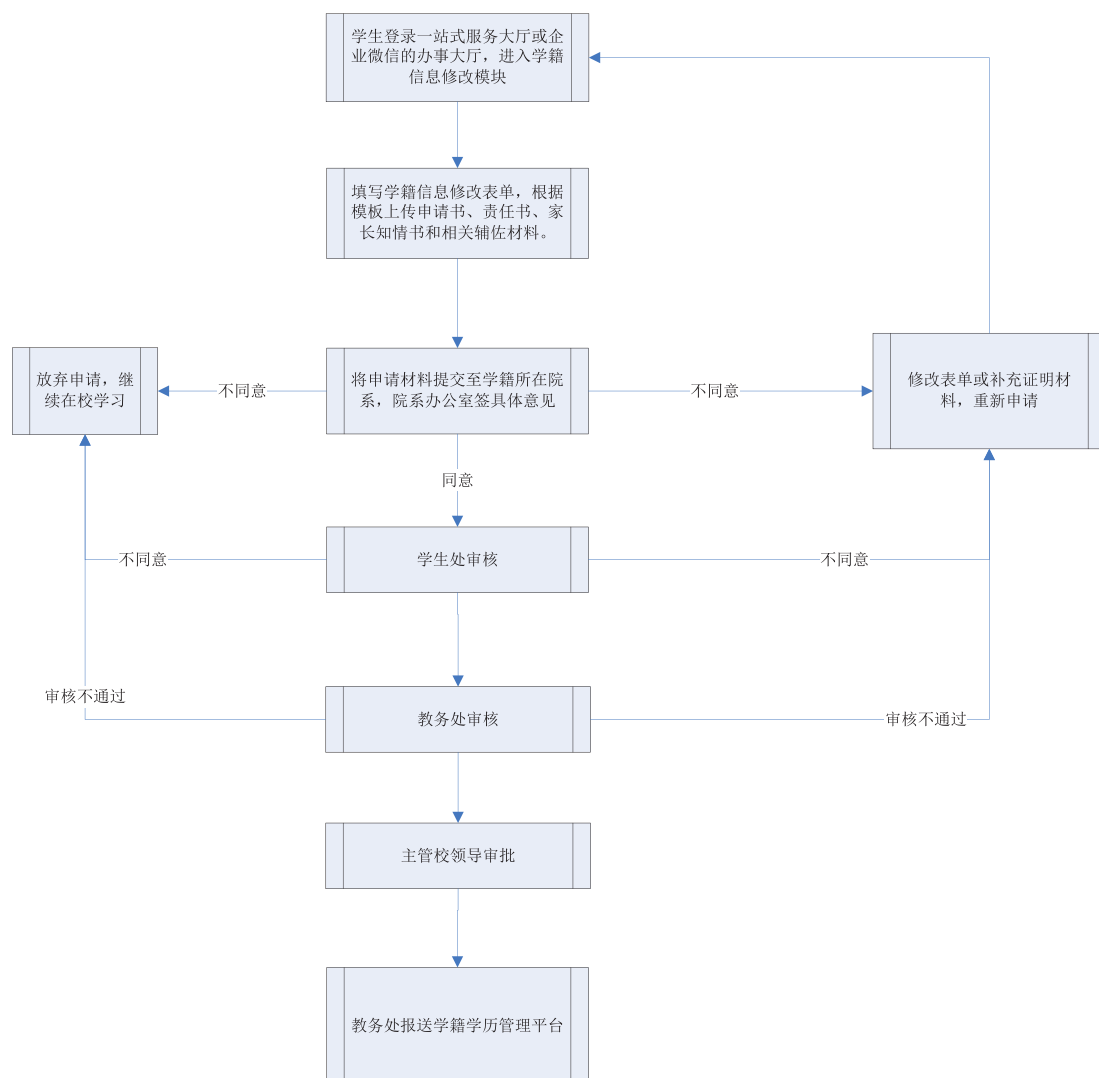 学生登录一站式服务大厅或企
业微信的办事大厅，进入学籍
信息修改模块
填写学籍信息修改表单，根据
模板上传申请书、责任书、家
长知情书和相关辅佐材料。
放弃申请，继
续在校学习
不同意
将申请材料提交至学籍所在院
系，院系办公室签具体意见
不同意
修改表单或补充证明材
料，重新申请
同意
不同意
学生处审核
不同意
审核不通过
教务处审核
审核不通过
主管校领导审批
教务处报送学籍学历管理平台